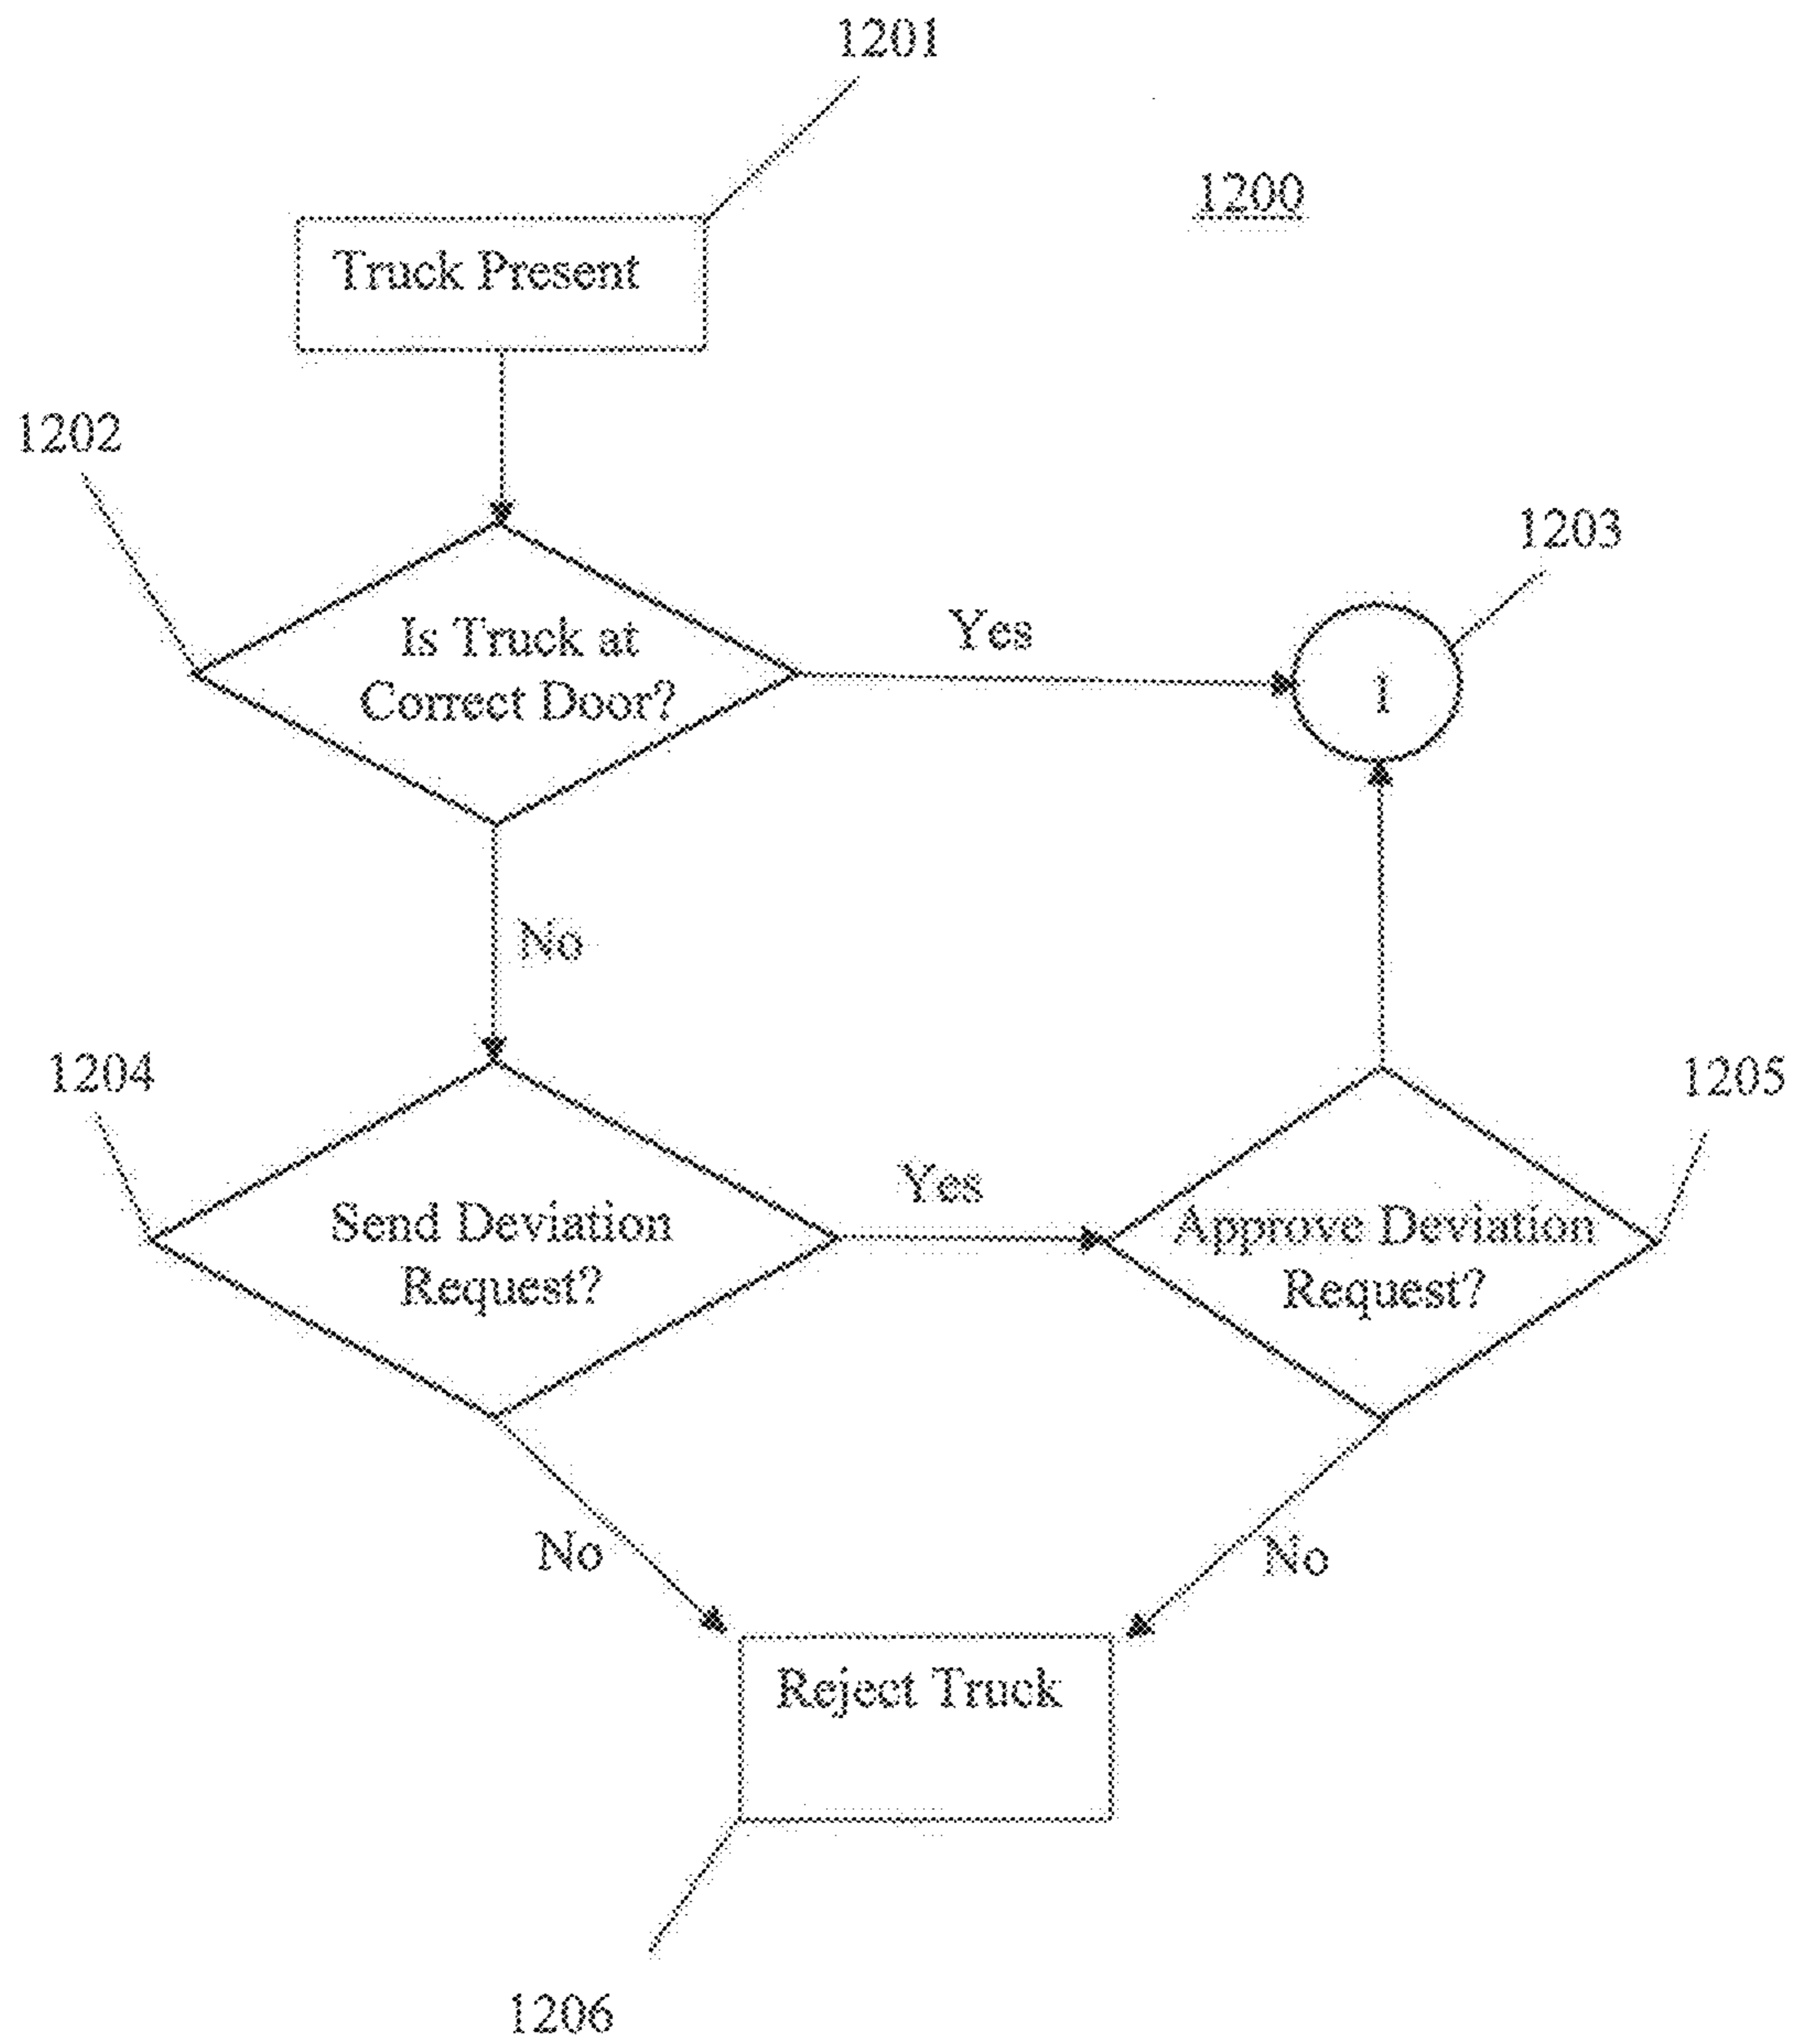 1201
1200
Truck Present
1202
1203
Is Truck at
Correct Door?
Yes
1
No
1204
1205
Send Deviation
Request?
Yes
Approve Deviation
Request?
No
No
Reject Truck
1206